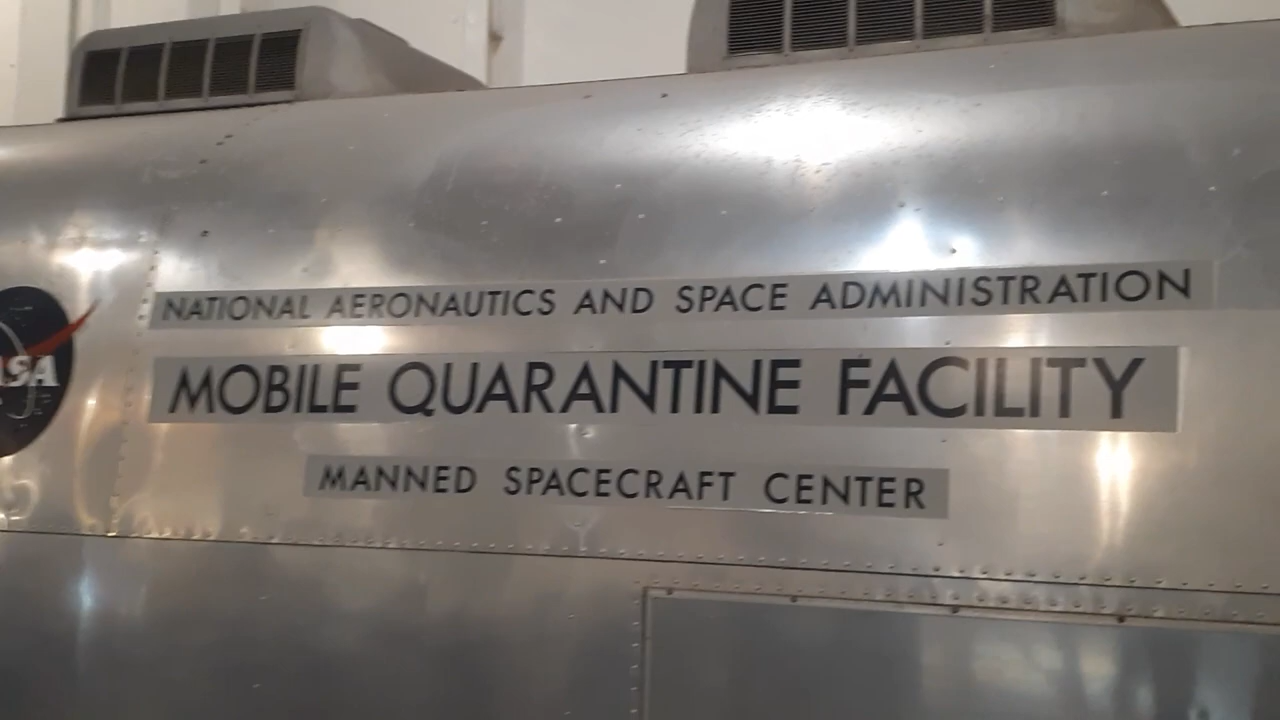 NATIONAL AERONAUTICS AND SPACE ADMINISTRATION
MOBILE QUARANTINE FACILITY
MANNED SPACECRAFT CENTER